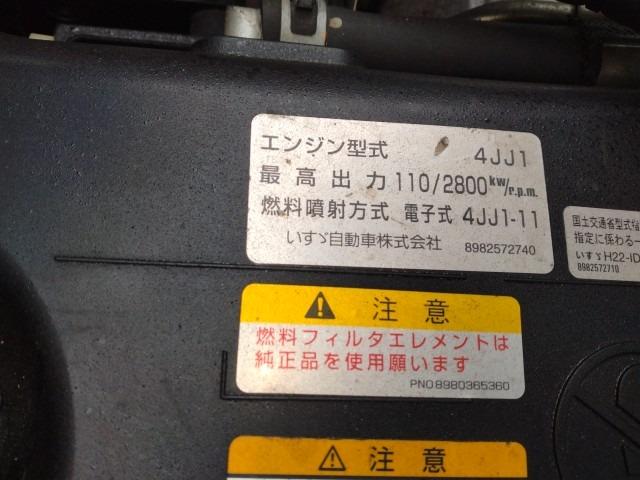 エンジン型式 4JJ1
最高出力 110/2800kw/r.p.m.
燃料噴射方式 電子式 4JJ1-11
いすゞ自動車株式会社 8982572740
国土交通省型式指
指定に係わる一
いすゞH22-ID
8982572710
⚠ 注意
燃料フィルタエレメントは
純正品を使用願います
PNO8980365360
⚠ 注意